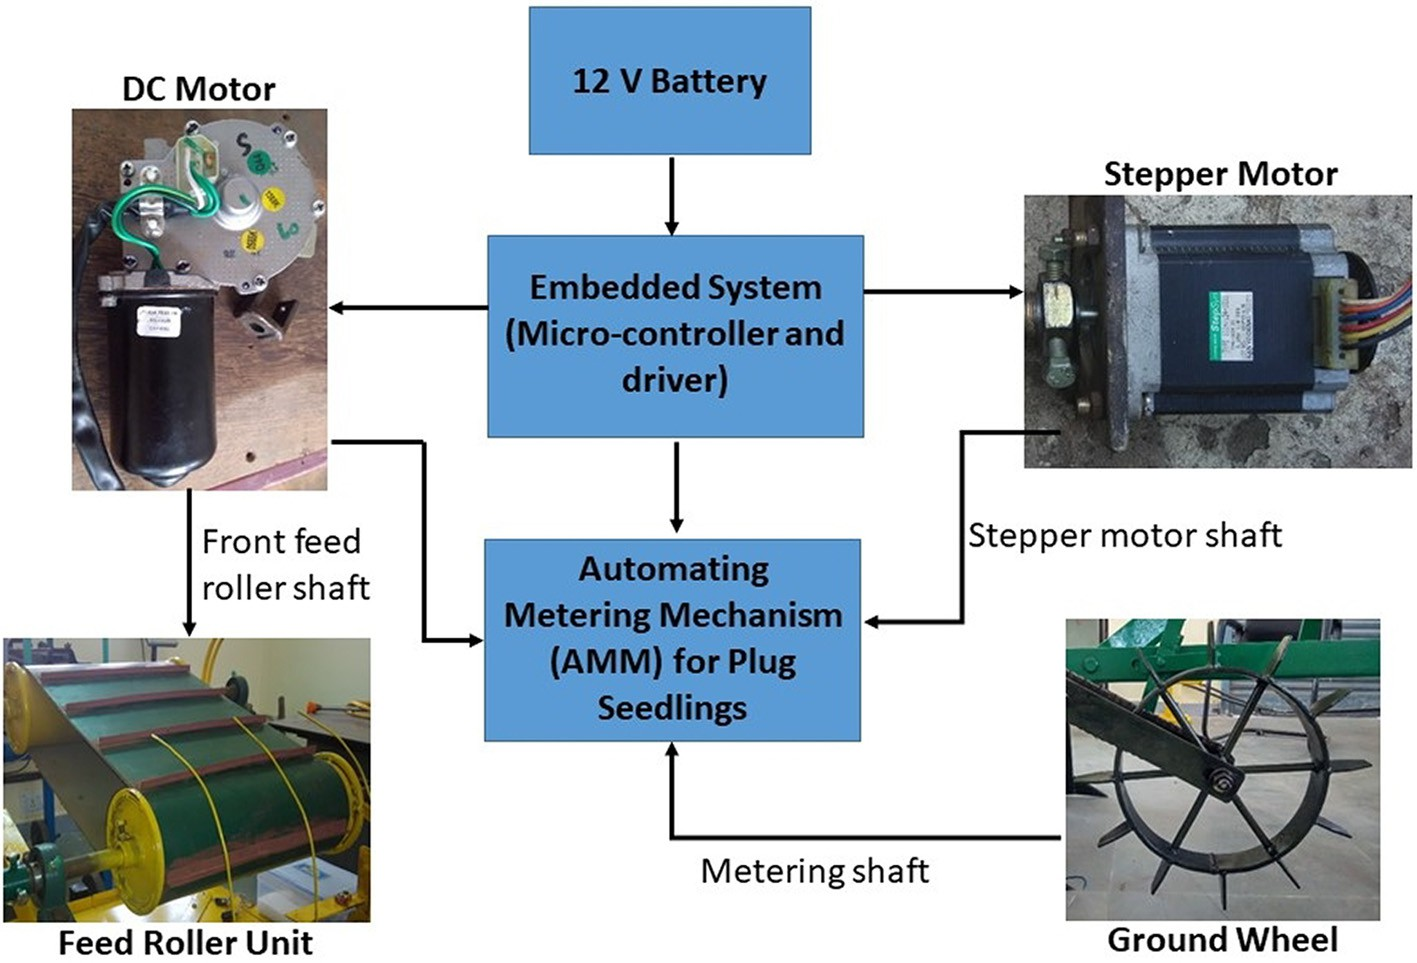 12 V Battery
DC Motor
Stepper Motor
Embedded System
(Micro-controller and
driver)
StepSyn
Front feed
roller shaft
Stepper motor shaft
Automating
Metering Mechanism
(AMM) for Plug
Seedlings
Metering shaft
Feed Roller Unit
Ground Wheel